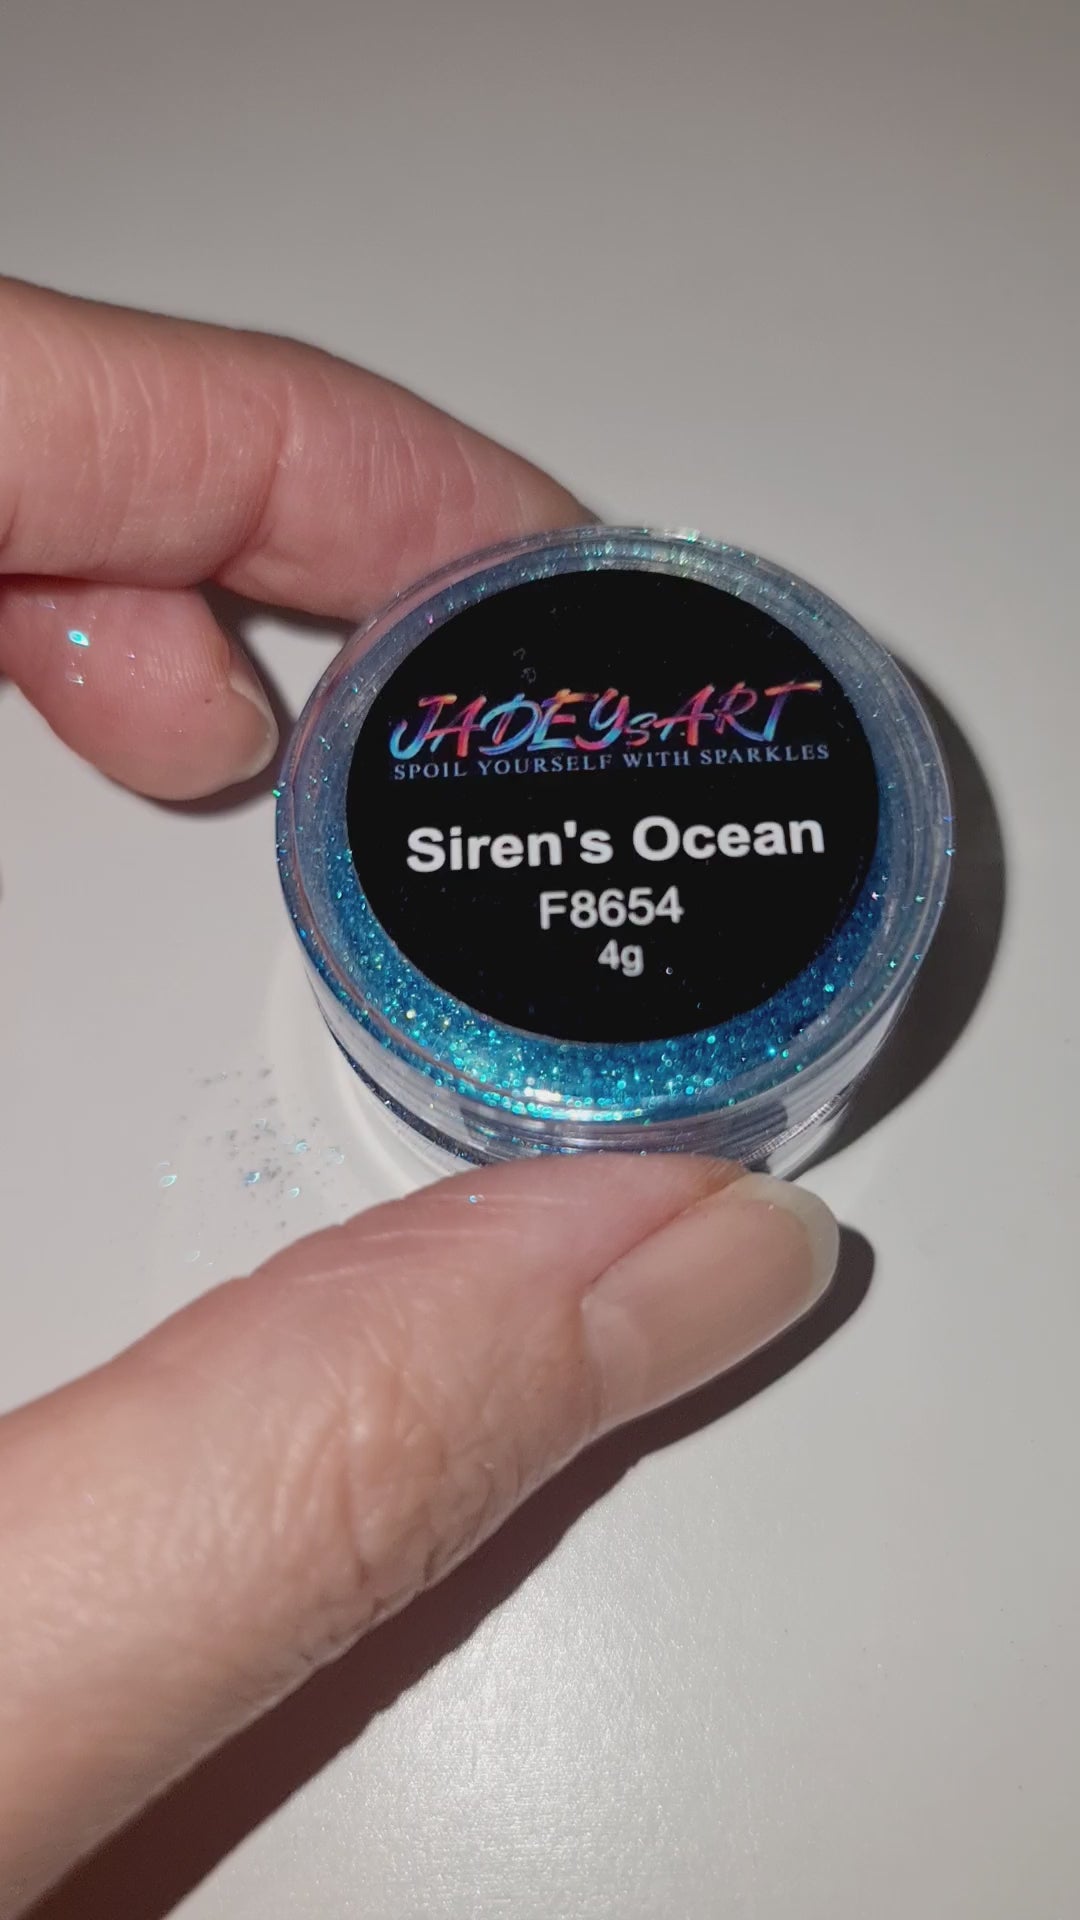 JADEYsART
SPOIL YOURSELF WITH SPARKLES
Siren's Ocean
F8654
4g